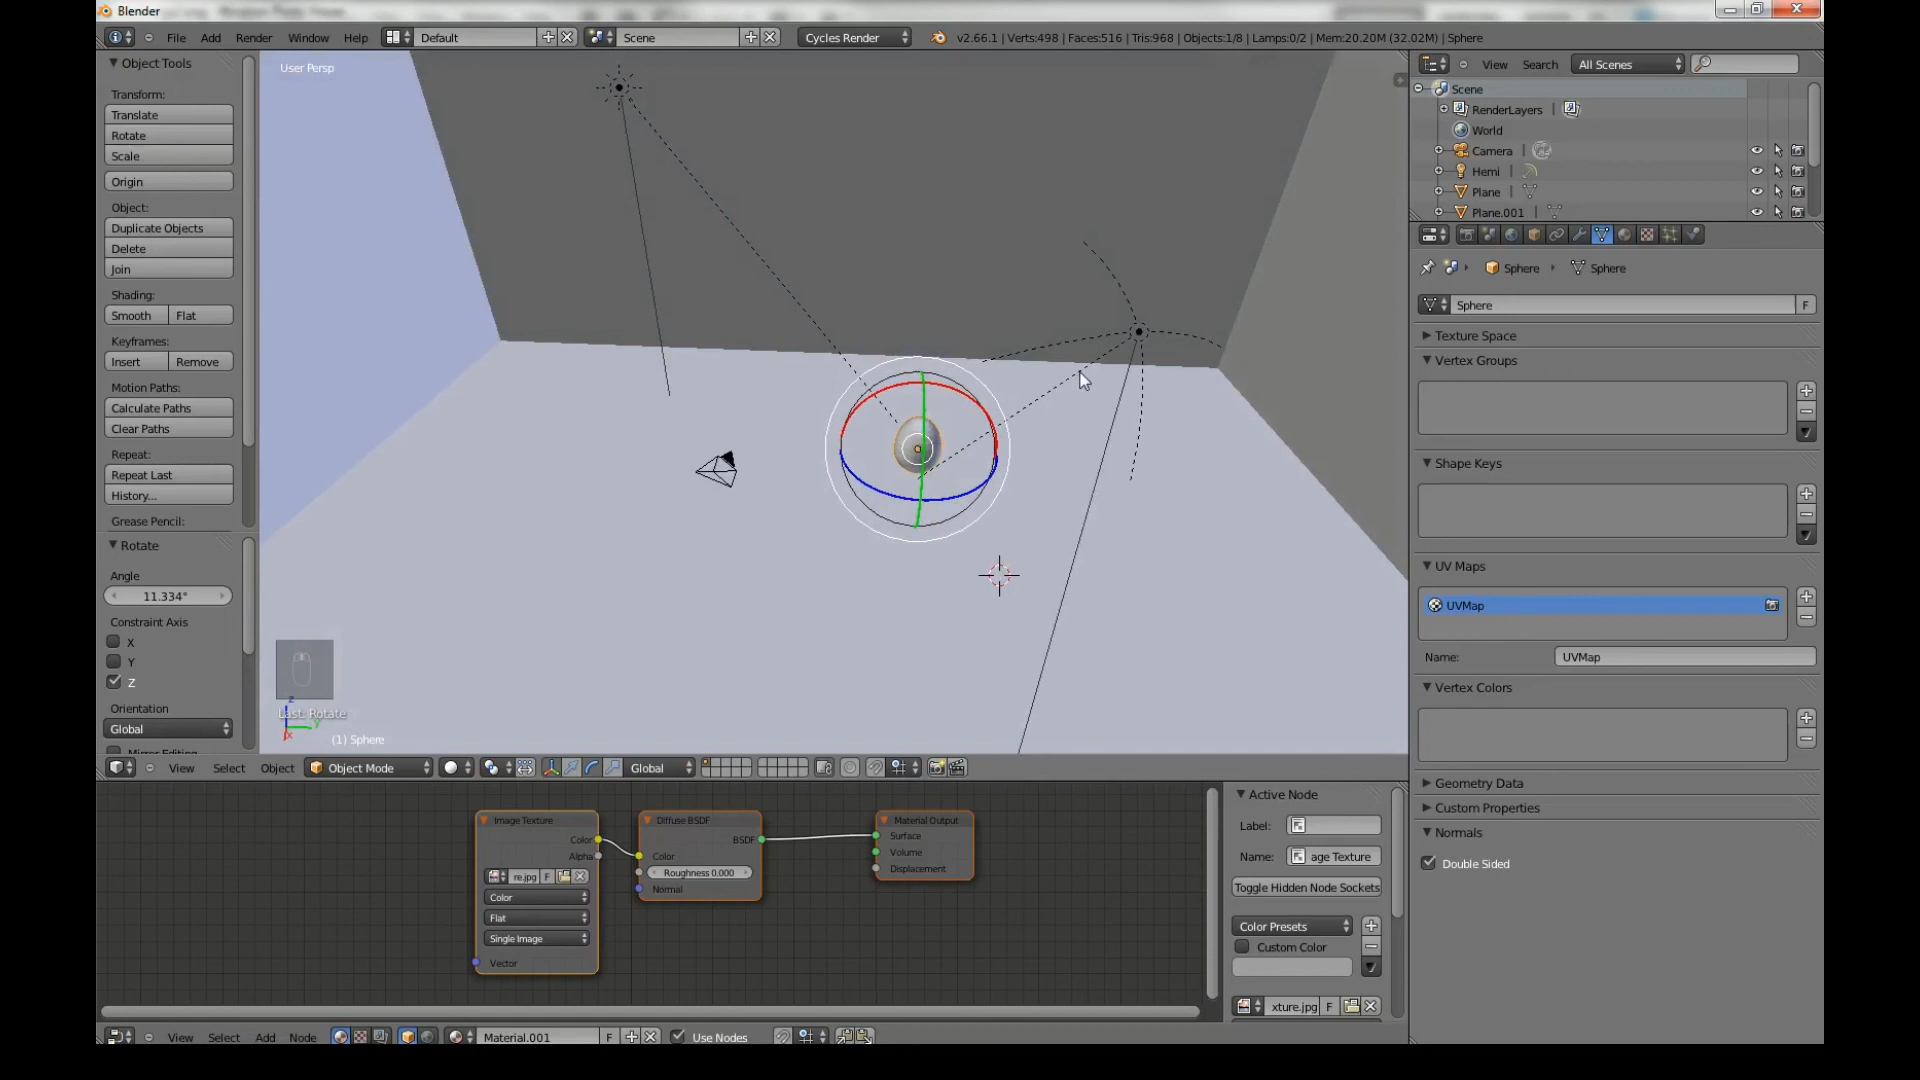 Blender
File Add Render Window Help Default Scene Cycles Render v2.66.1 | Verts:498 | Faces:516 | Tris:968 | Objects:1/8 | Lamps:0/2 | Mem:20.20M (32.02M) | Sphere
Object Tools
Transform:
Translate
Rotate
Scale
Origin
Object:
Duplicate Objects
Delete
Join
Shading:
Smooth Flat
Keyframes:
Insert Remove
Motion Paths:
Calculate Paths
Clear Paths
Repeat:
Repeat Last
History...
Grease Pencil:
Rotate
Angle
11.334°
Constraint Axis
X
Y
Z
Orientation
Global
Mirror Editing
User Persp
Last: Rotate
z
y
x
(1) Sphere
View Select Object Object Mode Global
Image Texture
Color
Alpha
re.jpg F
Color
Flat
Single Image
Vector
Diffuse BSDF
BSDF
Color
Roughness 0.000
Normal
Material Output
Surface
Volume
Displacement
Active Node
Label:
Name: age Texture
Toggle Hidden Node Sockets
Color Presets
Custom Color
xture.jpg F
View Select Add Node Material.001 F Use Nodes
View Search All Scenes
Scene
RenderLayers |
World
Camera |
Hemi |
Plane |
Plane.001 |
Sphere Sphere
Sphere F
Texture Space
Vertex Groups
Shape Keys
UV Maps
UVMap
Name: UVMap
Vertex Colors
Geometry Data
Custom Properties
Normals
Double Sided